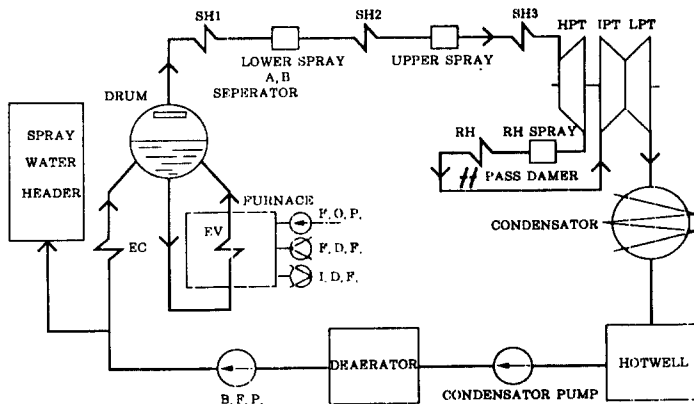 SH1
SH2
SH3
HPT IPT LPT
LOWER SPRAY
A, B
SEPERATOR
UPPER SPRAY
DRUM
SPRAY
WATER
HEADER
RH
RH SPRAY
PASS DAMER
FURNACE
F, O, P,
EC
EV
F, D, F,
I, D, F,
CONDENSATOR
DEAERATOR
HOTWELL
B, F, P,
CONDENSATOR PUMP